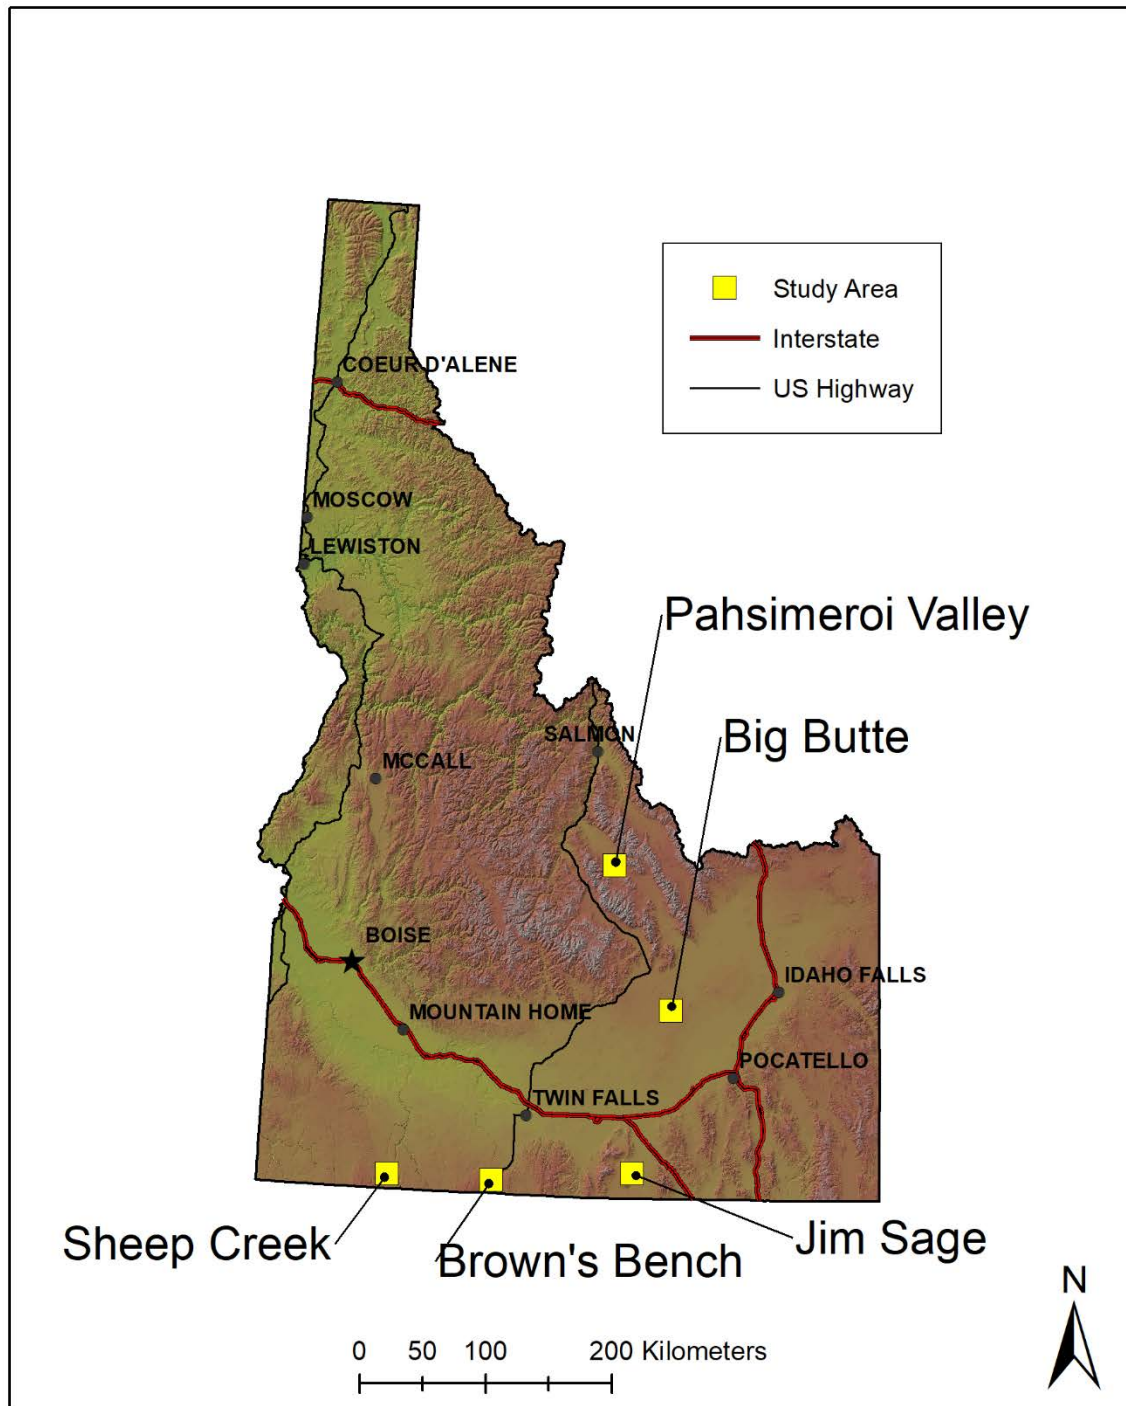 Study Area
Interstate
US Highway
COEUR D'ALENE
MOSCOW
LEWISTON
Pahsimeroi Valley
Big Butte
SALMON
MCCALL
BOISE
IDAHO FALLS
MOUNTAIN HOME
POCATELLO
TWIN FALLS
Sheep Creek
Brown's Bench
Jim Sage
N
0 50 100 200 Kilometers